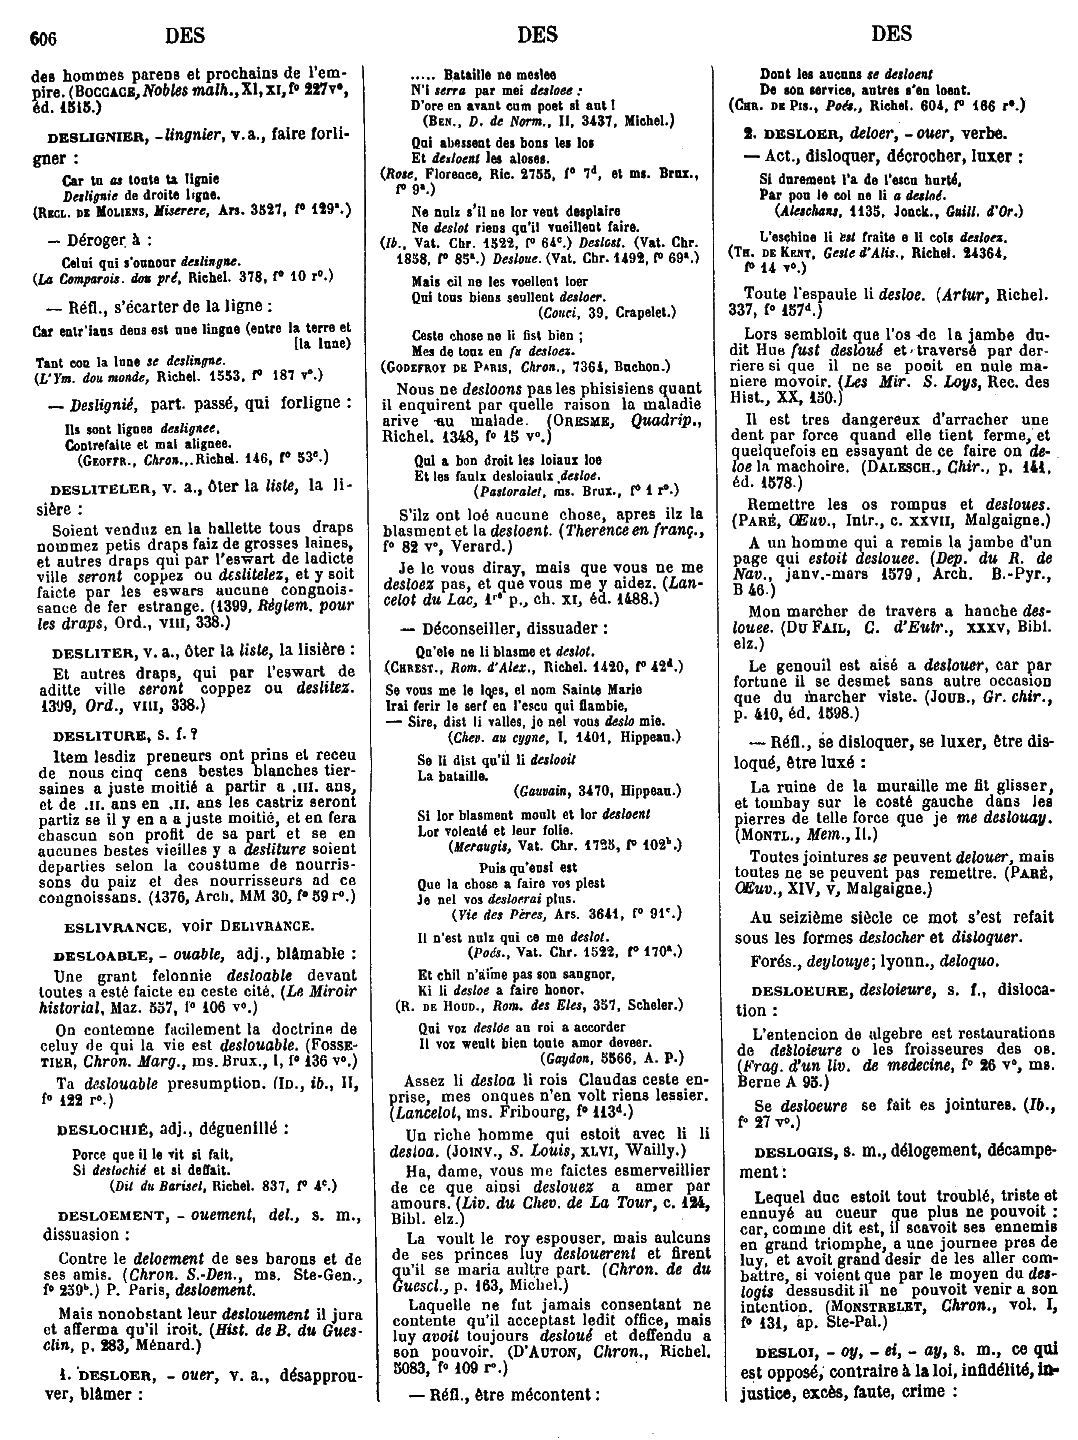 606 DES DES DES
des hommes parens et prochains de l'em-
pire. (BOCCACE, Nobles malh., XI, XI, f° 227 v°,
éd. 1515.)
DESLIGNIER, -lingnier, v. a., faire forli-
gner :
Car tu as toute ta lignie
Deslignie de droite ligne.
(RECL. DE MOLIENS, Miserere, Ars. 3527, f° 129ª.)
— Déroger à :
Celui qui s'onnour deslingne.
(La Comparois. dou pré, Richel. 378, f° 10 r°.)
— Réfl., s'écarter de la ligne :
Car entr'ians deus est une lingne (entre la terre et
[la lune)
Tant con la lune se deslingne.
(L'Ym. dou monde, Richel. 1553, f° 187 v°.)
— Deslignié, part. passé, qui forligne :
Ils sont lignee deslignee,
Contrefaite et mal alignee.
(GEOFFR., Chron., Richel. 146, f° 53ᶜ.)
DESLITELER, v. a., ôter la liste, la li-
sière :
Soient venduz en la hallette tous draps
nommez petis draps faiz de grosses laines,
et autres draps qui par l'eswart de ladicte
ville seront coppez ou deslitelez, et y soit
faicte par les eswars aucune congnois-
sance de fer estrange. (1399, Réglem. pour
les draps, Ord., VIII, 338.)
DESLITER, v. a., ôter la liste, la lisière :
Et autres draps, qui par l'eswart de
aditte ville seront coppez ou deslitez.
1399, Ord., VIII, 338.)
DESLITURE, s. f. ?
Item lesdiz preneurs ont prins et receu
de nous cinq cens bestes blanches tier-
saines a juste moitié a partir a .III. ans,
et de .II. ans en .II. ans les castriz seront
partiz se il y en a a juste moitié, et en fera
chascun son profit de sa part et se en
aucunes bestes vieilles y a desliture soient
departies selon la coustume de nourris-
sons du paiz et des nourrisseurs ad ce
congnoissans. (1376, Arch. MM 30, f° 59 r°.)
ESLIVRANCE, voir DELIVRANCE.
DESLOABLE, - ouable, adj., blâmable :
Une grant felonnie desloable devant
toutes a esté faicte en ceste cité. (Le Miroir
historial, Maz. 557, f° 106 v°.)
On contemne facilement la doctrine de
celuy de qui la vie est deslouable. (FOSSE-
TIER, Chron. Marg., ms. Brux., I, f° 136 v°.)
Ta deslouable presumption. (ID., ib., II,
f° 122 r°.)
DESLOCHIÉ, adj., déguenillé :
Porce que il le vit si fait,
Si deslochié et si deffait.
(Dit du Barisel, Richel. 837, f° 4ᶜ.)
DESLOEMENT, - ouement, del., s. m.,
dissuasion :
Contre le deloement de ses barons et de
ses amis. (Chron. S.-Den., ms. Ste-Gen.,
f° 239ᵇ.) P. Paris, desloement.
Mais nonobstant leur deslouement il jura
et afferma qu'il iroit. (Hist. de B. du Gues-
clin, p. 283, Ménard.)
1. DESLOER, - ouer, v. a., désapprou-
ver, blâmer :
..... Bataille ne meslee
N'i serra par mei desloee :
D'ore en avant cum poet si aut !
(BEN., D. de Norm., II, 3437, Michel.)
Qui abessent des bons les los
Et desloent les aloses.
(Rose, Florence, Ric. 2755, f° 7ᵈ, et ms. Brux.,
f° 9ª.)
Ne nulz s'il ne lor veut desplaire
Ne deslot riens qu'il vueillent faire.
(Ib., Vat. Chr. 1522, f° 64ᶜ.) Deslost. (Vat. Chr.
1858, f° 85ª.) Desloue. (Vat. Chr. 1492, f° 69ª.)
Mais cil ne les voellent loer
Qui tous biens seullent desloer.
(Couci, 39, Crapelet.)
Ceste chose ne li fist bien ;
Mes de touz en fu desloez.
(GODEFROY DE PARIS, Chron., 7364, Buchon.)
Nous ne desloons pas les phisisiens quant
il enquirent par quelle raison la maladie
arive au malade. (ORESME, Quadrip.,
Richel. 1348, f° 15 v°.)
Qui a bon droit les loiaux loe
Et les faulx desloiaulx desloe.
(Pastoralet, ms. Brux., f° 1 r°.)
S'ilz ont loé aucune chose, apres ilz la
blasment et la desloent. (Therence en franç.,
f° 82 v°, Verard.)
Je le vous diray, mais que vous ne me
desloez pas, et que vous me y aidez. (Lan-
celot du Lac, 1ʳᵉ p., ch. XI, éd. 1488.)
— Déconseiller, dissuader :
Qu'ele ne li blasme et deslot.
(CHREST., Rom. d'Alex., Richel. 1420, f° 42ᵈ.)
Se vous me le loes, el nom Sainte Marie
Irai ferir le serf en l'escu qui flambie,
— Sire, dist li valles, je nel vous deslo mie.
(Chev. au cygne, I, 1401, Hippeau.)
Se li dist qu'il li deslooit
La bataille.
(Gauvain, 3470, Hippeau.)
Si lor blasment moult et lor desloent
Lor volenté et leur folie.
(Meraugis, Vat. Chr. 1725, f° 102ᵇ.)
Puis qu'ensi est
Que la chose a faire vos plest
Je nel vos desloerai plus.
(Vie des Pères, Ars. 3641, f° 91ᶜ.)
Il n'est nulz qui ce me deslot.
(Poés., Vat. Chr. 1522, f° 170ª.)
Et chil n'aime pas son sangnor,
Ki li desloe a faire honor.
(R. DE HOUD., Rom. des Eles, 357, Scheler.)
Qui voz deslöe au roi a accorder
Il voz weult bien toute amor deveer.
(Gaydon, 5566, A. P.)
Assez li desloa li rois Claudas ceste en-
prise, mes onques n'en volt riens lessier.
(Lancelot, ms. Fribourg, f° 113ᵈ.)
Un riche homme qui estoit avec li li
desloa. (JOINV., S. Louis, XLVI, Wailly.)
Ha, dame, vous me faictes esmerveillier
de ce que ainsi deslouez a amer par
amours. (Liv. du Chev. de La Tour, c. 124,
Bibl. elz.)
La voult le roy espouser, mais aulcuns
de ses princes luy deslouerent et firent
qu'il se maria aultre part. (Chron. de du
Guescl., p. 163, Michel.)
Laquelle ne fut jamais consentant ne
contente qu'il acceptast ledit office, mais
luy avoit toujours desloué et deffendu a
son pouvoir. (D'AUTON, Chron., Richel.
5083, f° 109 r°.)
— Réfl., être mécontent :
Dont les aucuns se desloent
De son service, autres s'en loent.
(CHR. DE PIS., Poés., Richel. 604, f° 166 r°.)
2. DESLOER, deloer, - ouer, verbe.
— Act., disloquer, décrocher, luxer :
Si durement l'a de l'escu hurté,
Par pou le col ne li a desloé.
(Aleschans, 1135, Jonck., Guill. d'Or.)
L'eschine li est fraite e li cols desloez.
(TH. DE KENT, Geste d'Alis., Richel. 24364,
f° 14 v°.)
Toute l'espaule li desloe. (Artur, Richel.
337, f° 157ᵈ.)
Lors sembloit que l'os de la jambe du-
dit Hue fust desloué et traversé par der-
riere si que il ne se pooit en nule ma-
niere movoir. (Les Mir. S. Loys, Rec. des
Hist., XX, 150.)
Il est tres dangereux d'arracher une
dent par force quand elle tient ferme, et
quelquefois en essayant de ce faire on de-
loe la machoire. (DALESCH., Chir., p. 141,
éd. 1578.)
Remettre les os rompus et desloues.
(PARÉ, Œuv., Intr., c. XXVII, Malgaigne.)
A un homme qui a remis la jambe d'un
page qui estoit deslouee. (Dep. du R. de
Nav., janv.-mars 1579, Arch. B.-Pyr.,
B 46.)
Mon marcher de travers a hanche des-
louee. (DU FAIL, C. d'Eutr., XXXV, Bibl.
elz.)
Le genouil est aisé a deslouer, car par
fortune il se desmet sans autre occasion
que du marcher viste. (JOUB., Gr. chir.,
p. 410, éd. 1598.)
— Réfl., se disloquer, se luxer, être dis-
loqué, être luxé :
La ruine de la muraille me fit glisser,
et tombay sur le costé gauche dans les
pierres de telle force que je me deslouay.
(MONTL., Mem., II.)
Toutes jointures se peuvent delouer, mais
toutes ne se peuvent pas remettre. (PARÉ,
Œuv., XIV, V, Malgaigne.)
Au seizième siècle ce mot s'est refait
sous les formes deslocher et disloquer.
Forés., deylouye; lyonn., deloquo.
DESLOEURE, desloieure, s. f., disloca-
tion :
L'entencion de algebre est restaurations
de desloieure o les froisseures des os.
(Frag. d'un liv. de medecine, f° 26 v°, ms.
Berne A 95.)
Se desloeure se fait es jointures. (Ib.,
f° 27 v°.)
DESLOGIS, s. m., délogement, décampe-
ment :
Lequel duc estoit tout troublé, triste et
ennuyé au cueur que plus ne pouvoit :
car, comme dit est, il scavoit ses ennemis
en grand triomphe, a une journee pres de
luy, et avoit grand desir de les aller com-
battre, si voient que par le moyen du des-
logis dessusdit il ne pouvoit venir a son
intention. (MONSTRELET, Chron., vol. I,
f° 131, ap. Ste-Pal.)
DESLOI, - oy, - ei, - ay, s. m., ce qui
est opposé, contraire à la loi, infidélité, in-
justice, excès, faute, crime :